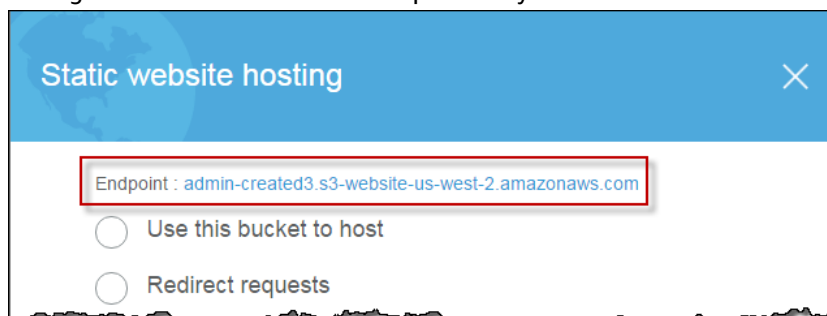 Static website hosting
Endpoint : admin-created3.s3-website-us-west-2.amazonaws.com
Use this bucket to host
Redirect requests